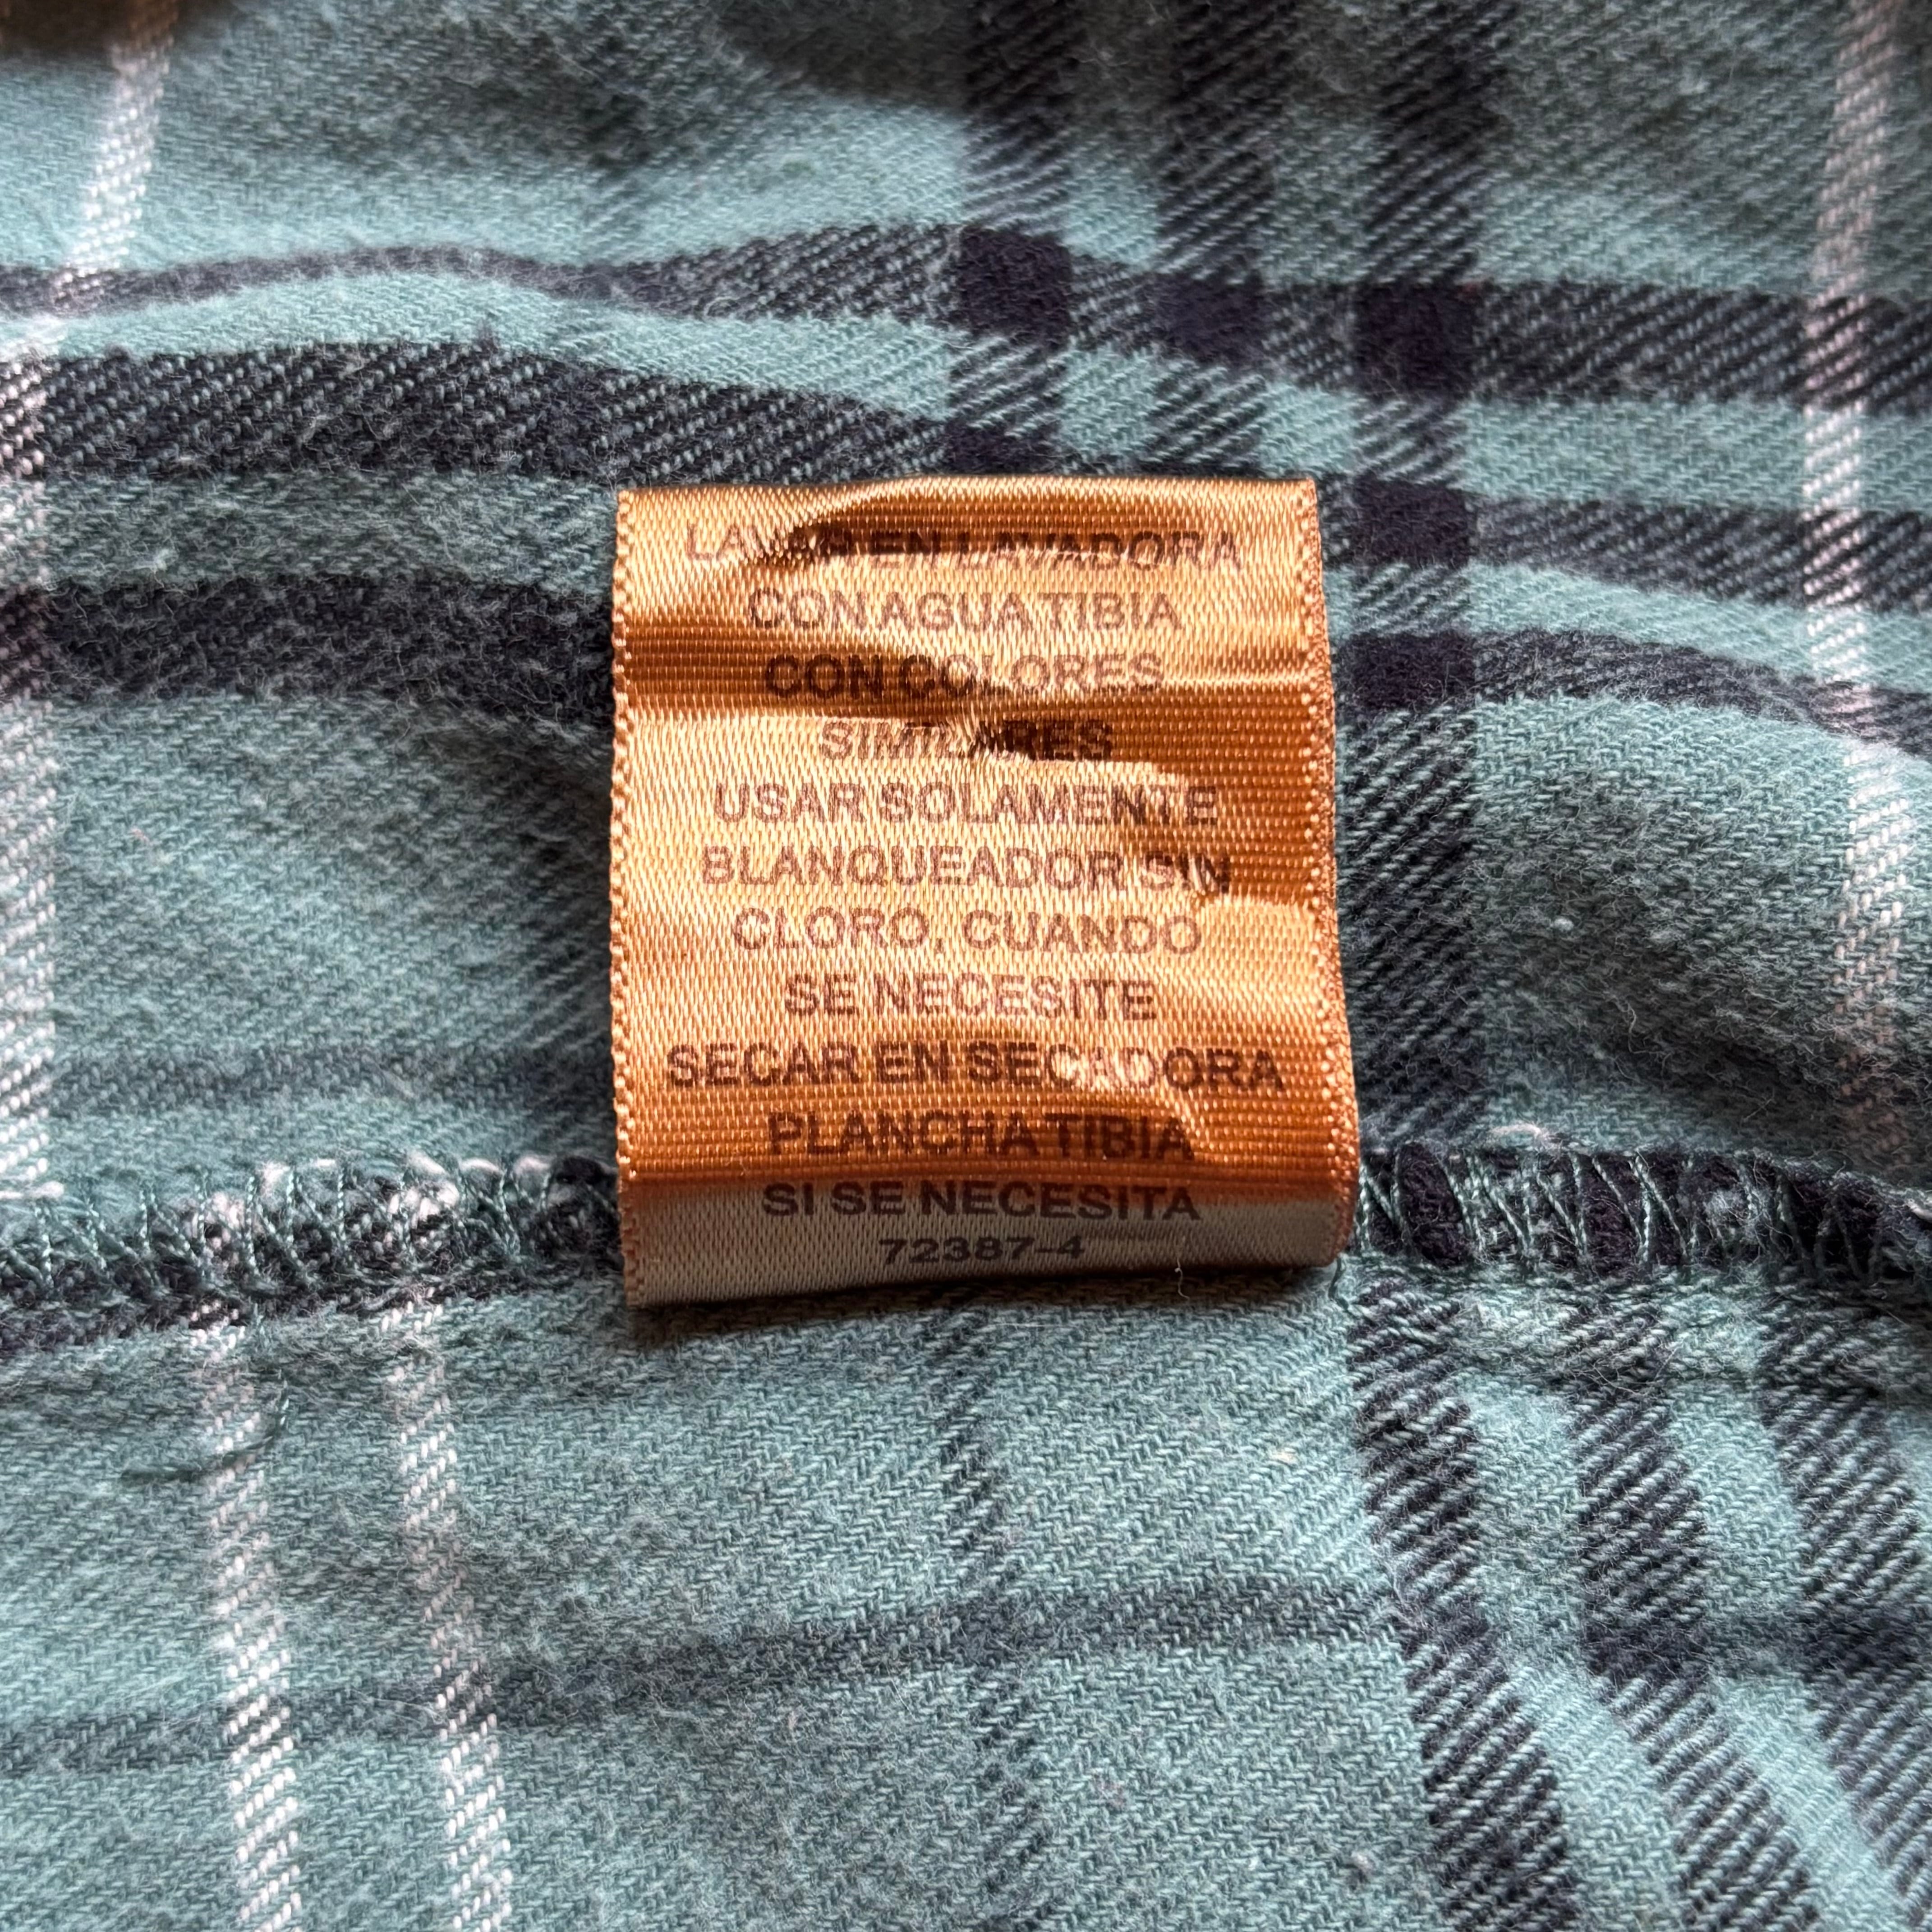 LAVAR EN LAVADORA
CON AGUA TIBIA
CON COLORES
SIMILARES
USAR SOLAMENTE
BLANQUEADOR SIN
CLORO, CUANDO
SE NECESITE
SECAR EN SECADORA
PLANCHA TIBIA
SI SE NECESITA
72387-4